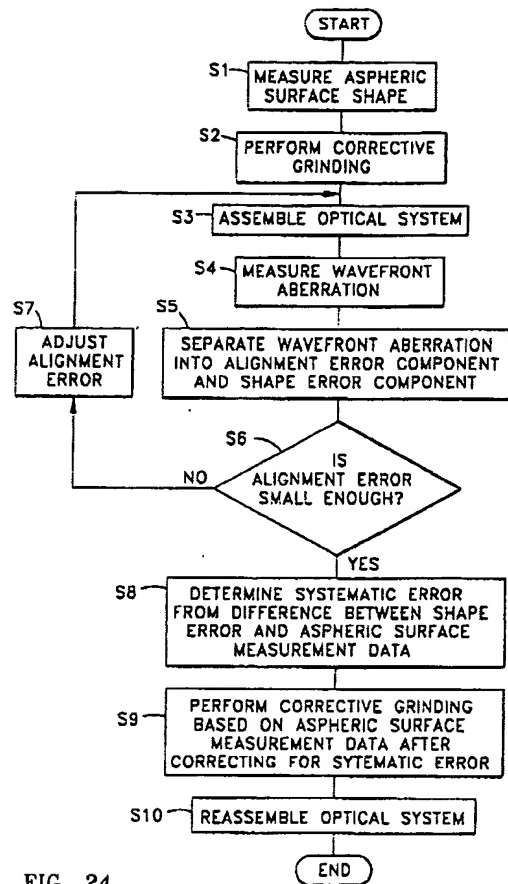 START
S1
MEASURE ASPHERIC
SURFACE SHAPE
S2
PERFORM CORRECTIVE
GRINDING
S3
ASSEMBLE OPTICAL SYSTEM
S4
MEASURE WAVEFRONT
ABERRATION
S7
ADJUST
ALIGNMENT
ERROR
S5
SEPARATE WAVEFRONT ABERRATION
INTO ALIGNMENT ERROR COMPONENT
AND SHAPE ERROR COMPONENT
S6
IS
ALIGNMENT ERROR
SMALL ENOUGH?
NO
YES
S8
DETERMINE SYSTEMATIC ERROR
FROM DIFFERENCE BETWEEN SHAPE
ERROR AND ASPHERIC SURFACE
MEASUREMENT DATA
S9
PERFORM CORRECTIVE GRINDING
BASED ON ASPHERIC SURFACE
MEASUREMENT DATA AFTER
CORRECTING FOR SYTEMATIC ERROR
S10
REASSEMBLE OPTICAL SYSTEM
END
FIG. 24